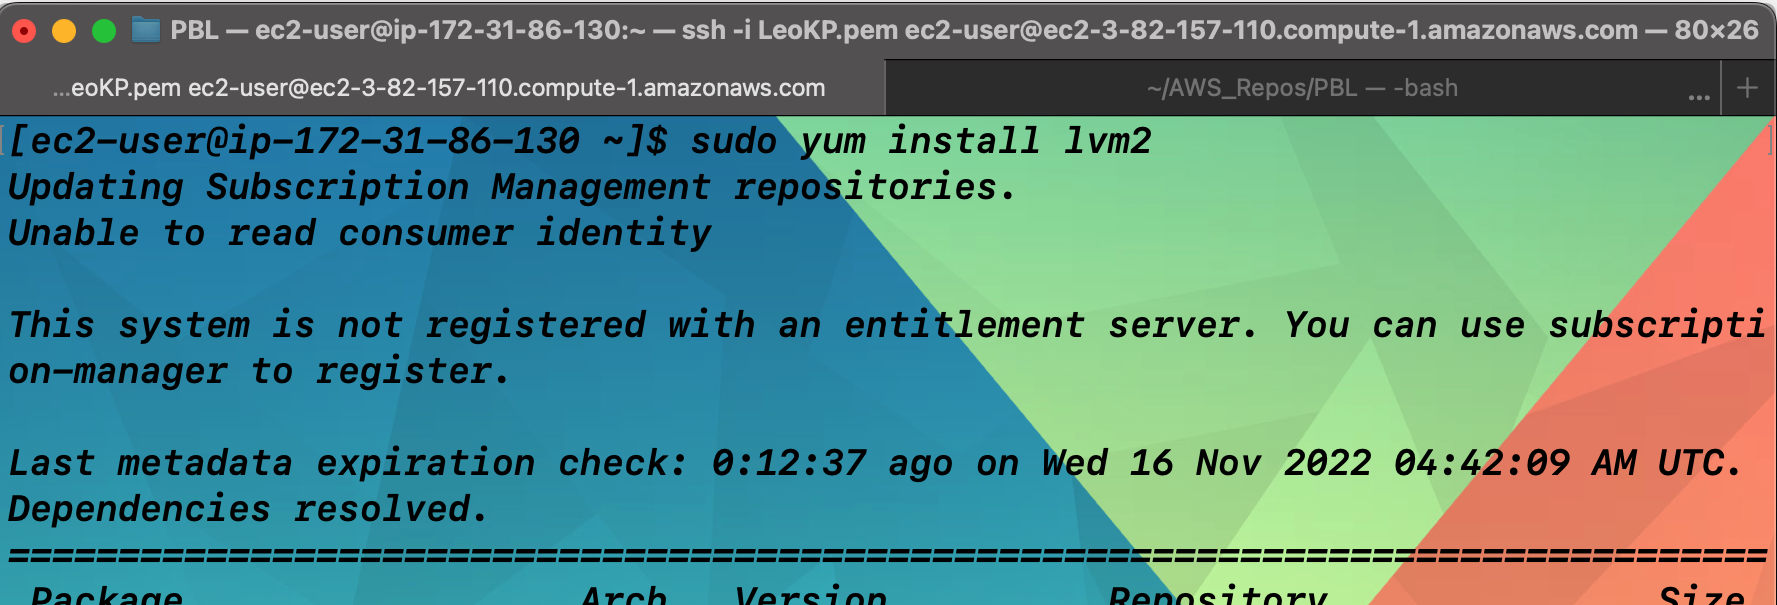 PBL — ec2-user@ip-172-31-86-130:~ — ssh -i LeoKP.pem ec2-user@ec2-3-82-157-110.compute-1.amazonaws.com — 80×26
...eoKP.pem ec2-user@ec2-3-82-157-110.compute-1.amazonaws.com ~/AWS_Repos/PBL — -bash ... +
[ec2-user@ip-172-31-86-130 ~]$ sudo yum install lvm2
Updating Subscription Management repositories.
Unable to read consumer identity
This system is not registered with an entitlement server. You can use subscripti
on-manager to register.
Last metadata expiration check: 0:12:37 ago on Wed 16 Nov 2022 04:42:09 AM UTC.
Dependencies resolved.
================================================================================
Package Arch Version Repository Size